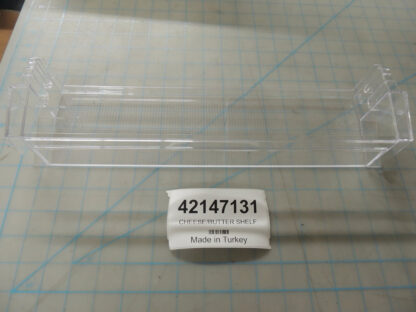 42147131
CHEESE/BUTTER SHELF
Made in Turkey